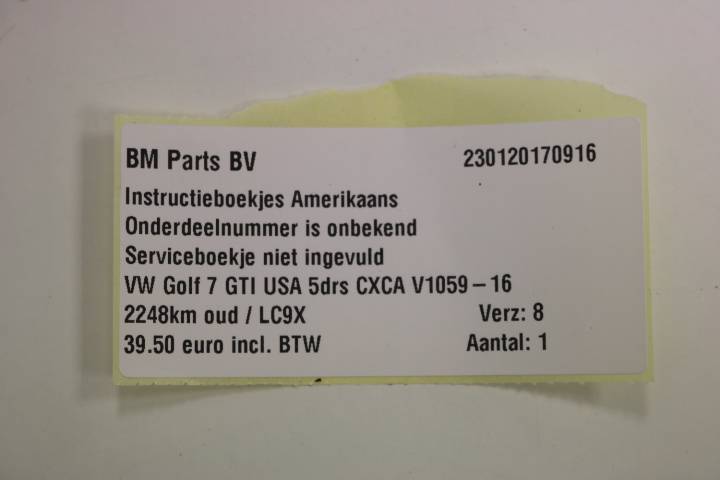 BM Parts BV 230120170916
Instructieboekjes Amerikaans
Onderdeelnummer is onbekend
Serviceboekje niet ingevuld
VW Golf 7 GTI USA 5drs CXCA V1059 – 16
2248km oud / LC9X Verz: 8
39.50 euro incl. BTW Aantal: 1